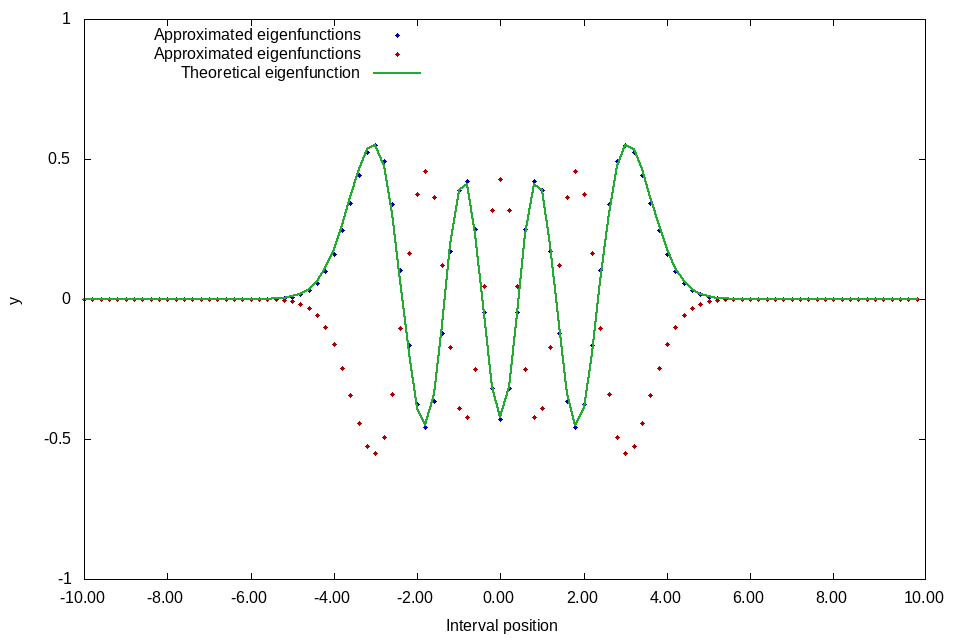 1
Approximated eigenfunctions
Approximated eigenfunctions
Theoretical eigenfunction
0.5
y
0
-0.5
-1
-10.00 -8.00 -6.00 -4.00 -2.00 0.00 2.00 4.00 6.00 8.00 10.00
Interval position